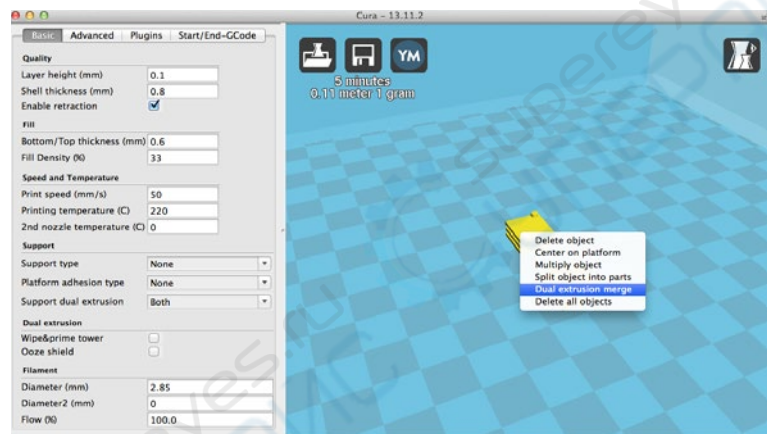 Cura - 13.11.2
Basic Advanced Plugins Start/End-GCode
Quality
Layer height (mm) 0.1
Shell thickness (mm) 0.8
Enable retraction
Fill
Bottom/Top thickness (mm) 0.6
Fill Density (%) 33
Speed and Temperature
Print speed (mm/s) 50
Printing temperature (C) 220
2nd nozzle temperature (C) 0
Support
Support type None
Platform adhesion type None
Support dual extrusion Both
Dual extrusion
Wipe&prime tower
Ooze shield
Filament
Diameter (mm) 2.85
Diameter2 (mm) 0
Flow (%) 100.0
YM
5 minutes
0.11 meter 1 gram
Delete object
Center on platform
Multiply object
Split object into parts
Dual extrusion merge
Delete all objects